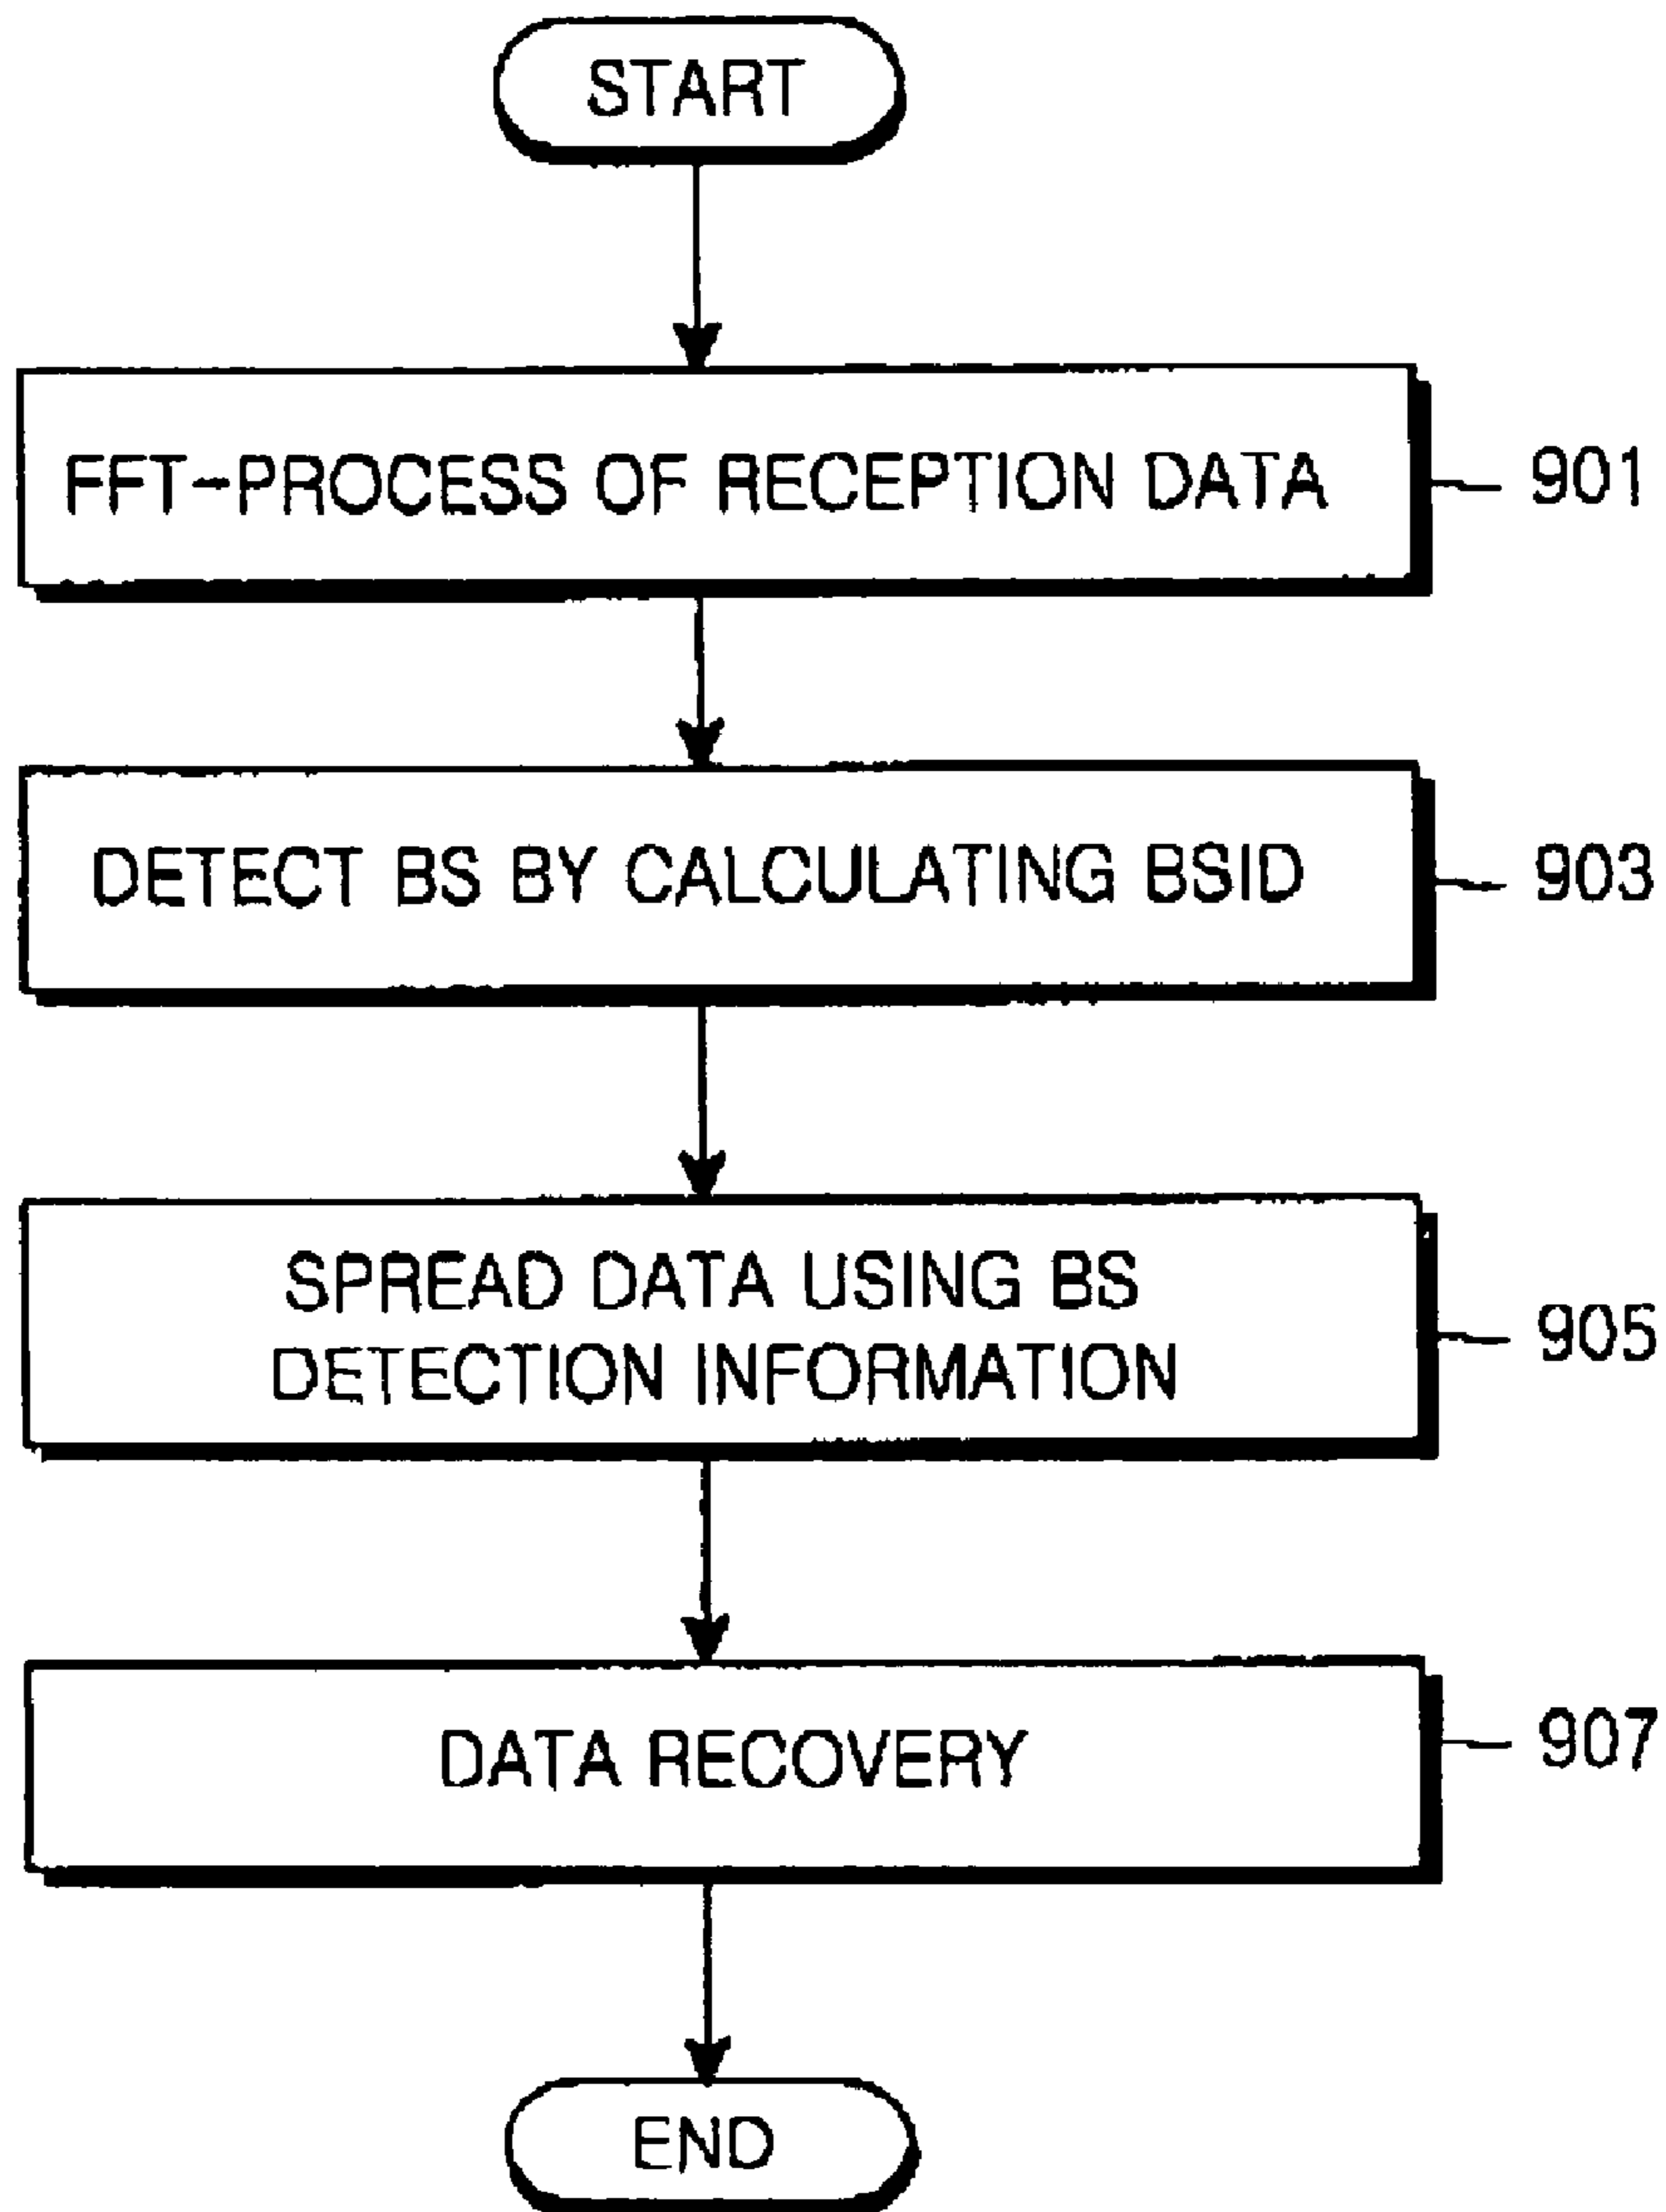 START
FFT-PROCESS OF RECEPTION DATA
901
DETECT BS BY CALCULATING BSID
903
SPREAD DATA USING BS
DETECTION INFORMATION
905
DATA RECOVERY
907
END